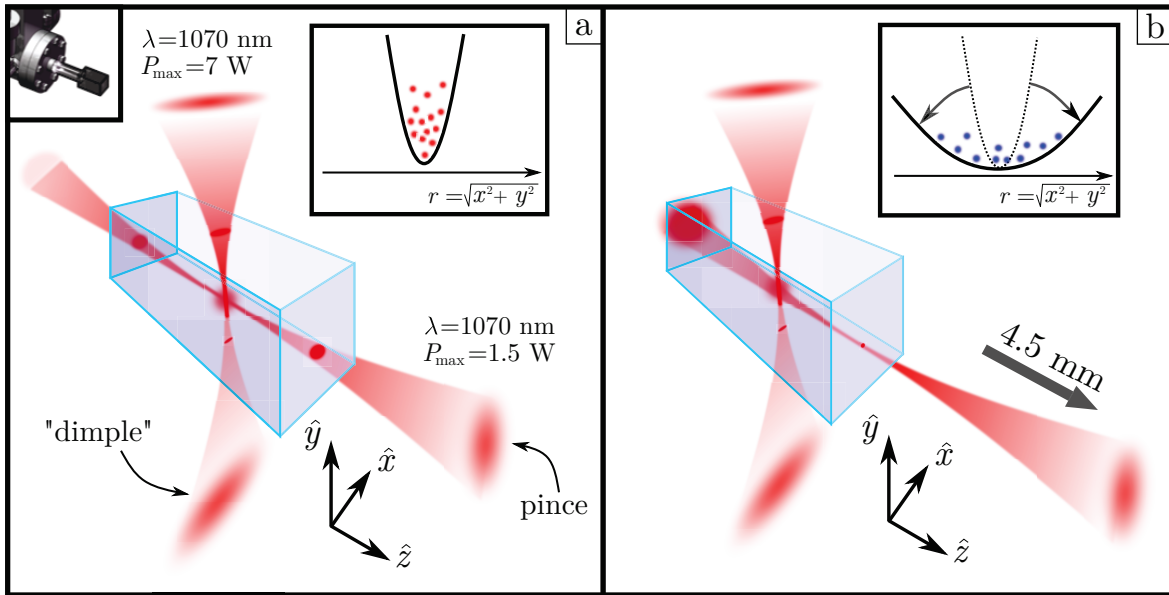 a
λ=1070 nm
P_max=7 W
r=√x²+ y²
λ=1070 nm
P_max=1.5 W
"dimple"
pince
ŷ
x̂
ẑ
b
r=√x²+ y²
4.5 mm
ŷ
x̂
ẑ